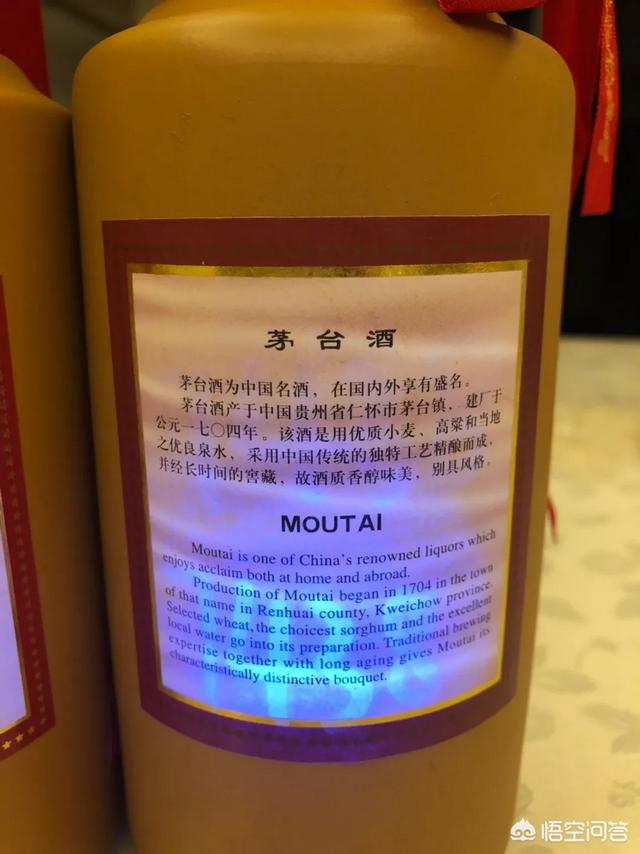 茅台酒
茅台酒为中国名酒，在国内外享有盛名。
茅台酒产于中国贵州省仁怀市茅台镇，建厂于
公元一七〇四年。该酒是用优质小麦、高粱和当地
之优良泉水，采用中国传统的独特工艺精酿而成，
并经长时间的窖藏，故酒质香醇味美，别具风格。
MOUTAI
Moutai is one of China's renowned liquors which
enjoys acclaim both at home and abroad.
Production of Moutai began in 1704 in the town
of that name in Renhuai county, Kweichow province.
Selected wheat, the choicest sorghum and the excellent
local water go into its preparation. Traditional brewing
expertise together with long aging gives Moutai its
characteristically distinctive bouquet.
悟空问答